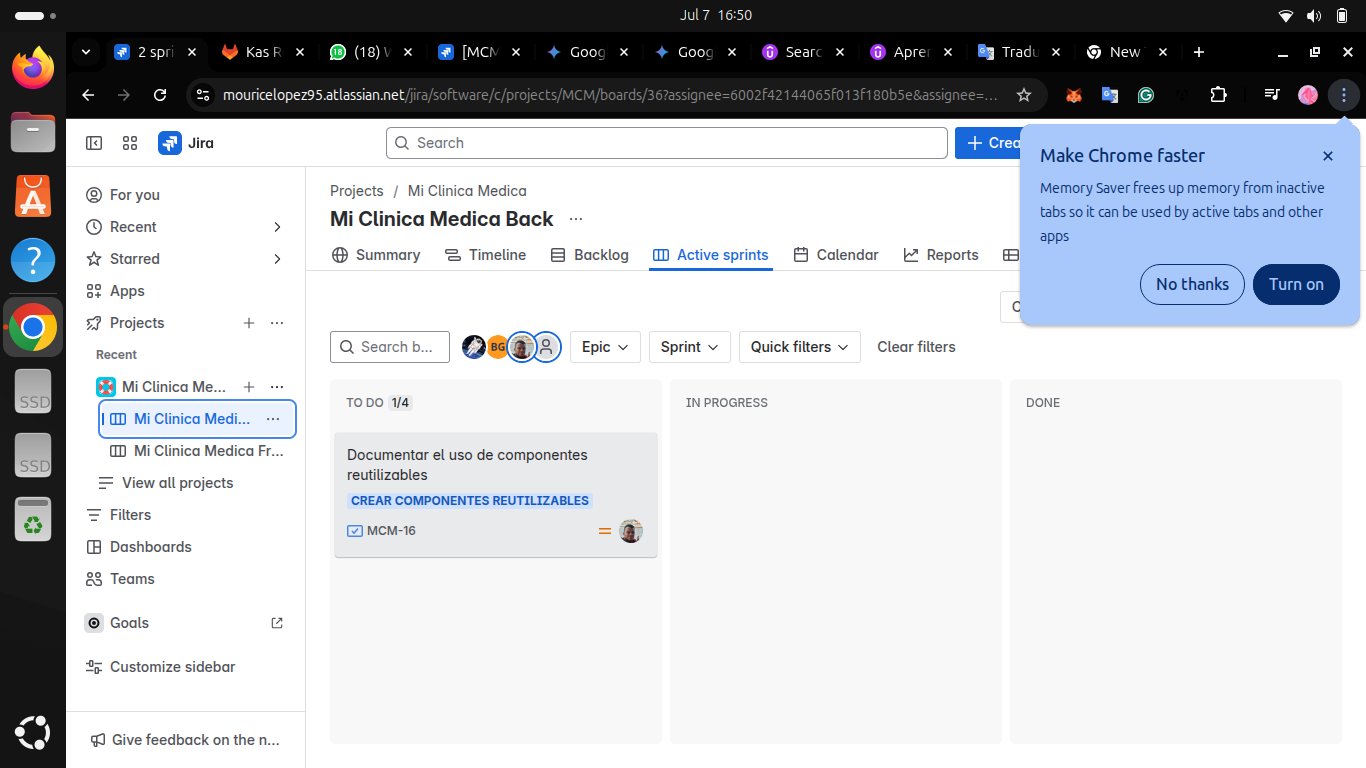 Jul 7 16:50
2 spri
Kas R
(18) W
[MCM
Goog
Goog
Searc
Apren
Tradu
New
mouricelopez95.atlassian.net/jira/software/c/projects/MCM/boards/36?assignee=6002f42144065f013f180b5e&assignee=...
Jira
Search
Crea
Make Chrome faster
Memory Saver frees up memory from inactive
tabs so it can be used by active tabs and other
apps
No thanks
Turn on
For you
Recent
Starred
Apps
Projects
Recent
Mi Clinica Me...
Mi Clinica Medi...
Mi Clinica Medica Fr...
View all projects
Filters
Dashboards
Teams
Goals
Customize sidebar
Give feedback on the n...
Projects / Mi Clinica Medica
Mi Clinica Medica Back
Summary
Timeline
Backlog
Active sprints
Calendar
Reports
Search b...
BG
Epic
Sprint
Quick filters
Clear filters
TO DO 1/4
IN PROGRESS
DONE
Documentar el uso de componentes
reutilizables
CREAR COMPONENTES REUTILIZABLES
MCM-16
SSD
SSD